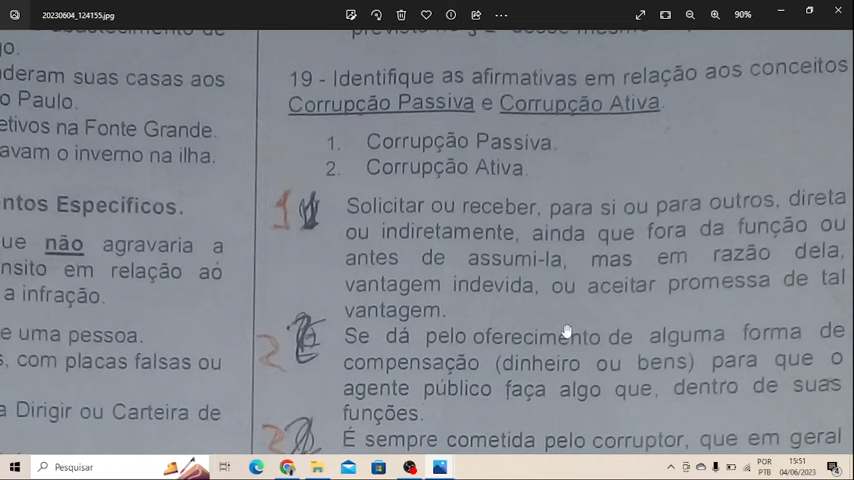 20230604_124155.jpg
90%
go.
deram suas casas aos
o Paulo.
etivos na Fonte Grande.
avam o inverno na ilha.
ntos Específicos.
ue não agravaria a
nsito em relação aó
a infração.
e uma pessoa.
s, com placas falsas ou
a Dirigir ou Carteira de
19 - Identifique as afirmativas em relação aos conceitos
Corrupção Passiva e Corrupção Ativa.
1. Corrupção Passiva.
2. Corrupção Ativa.
1 Solicitar ou receber, para si ou para outros, direta
ou indiretamente, ainda que fora da função ou
antes de assumi-la, mas em razão dela,
vantagem indevida, ou aceitar promessa de tal
vantagem.
2 Se dá pelo oferecimento de alguma forma de
compensação (dinheiro ou bens) para que o
agente público faça algo que, dentro de suas
funções.
2 É sempre cometida pelo corruptor, que em geral
Pesquisar
POR
PTB
15:51
04/06/2023
4